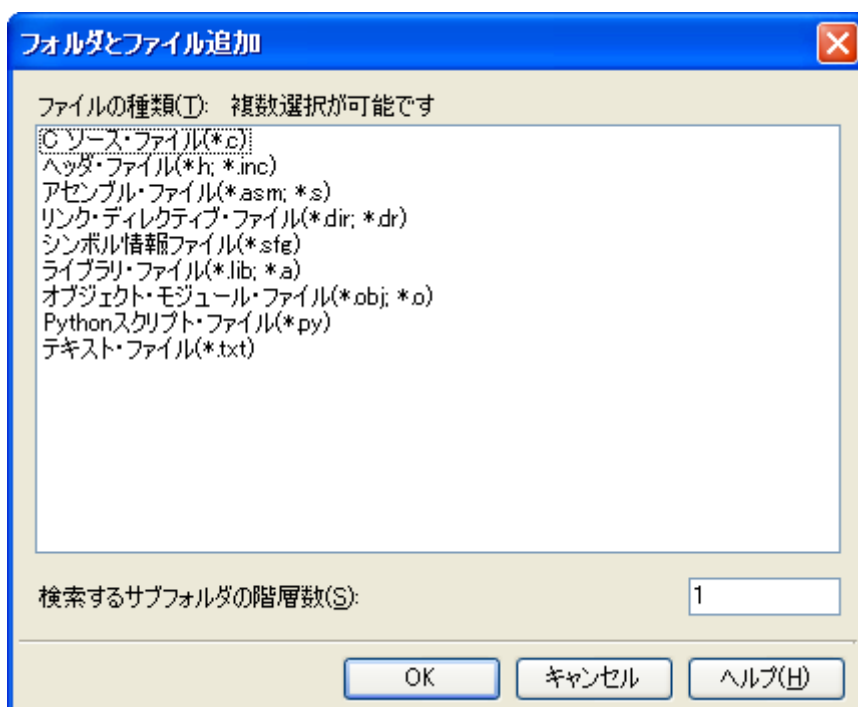 フォルダとファイル追加
ファイルの種類(T): 複数選択が可能です
C ソース・ファイル(*.c)
ヘッダ・ファイル(*.h; *.inc)
アセンブル・ファイル(*.asm; *.s)
リンク・ディレクティブ・ファイル(*.dir; *.dr)
シンボル情報ファイル(*.sfg)
ライブラリ・ファイル(*.lib; *.a)
オブジェクト・モジュール・ファイル(*.obj; *.o)
Pythonスクリプト・ファイル(*.py)
テキスト・ファイル(*.txt)
検索するサブフォルダの階層数(S): 1
OK キャンセル ヘルプ(H)